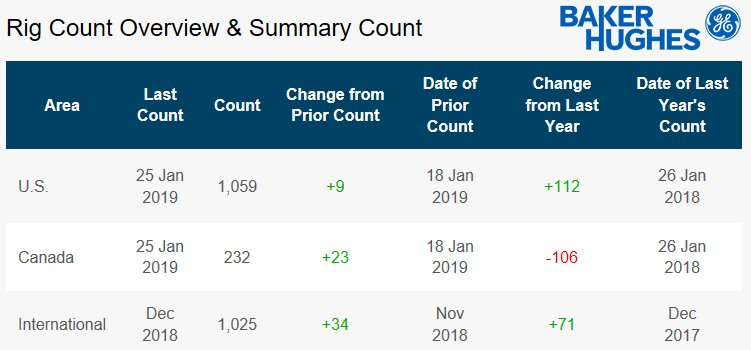 Rig Count Overview & Summary Count
BAKER
HUGHES
Area
Last
Count
Count
Change from
Prior Count
Date of
Prior
Count
Change
from Last
Year
Date of Last
Year's
Count
U.S.
25 Jan
2019
1,059
+9
18 Jan
2019
+112
26 Jan
2018
Canada
25 Jan
2019
232
+23
18 Jan
2019
-106
26 Jan
2018
International
Dec
2018
1,025
+34
Nov
2018
+71
Dec
2017